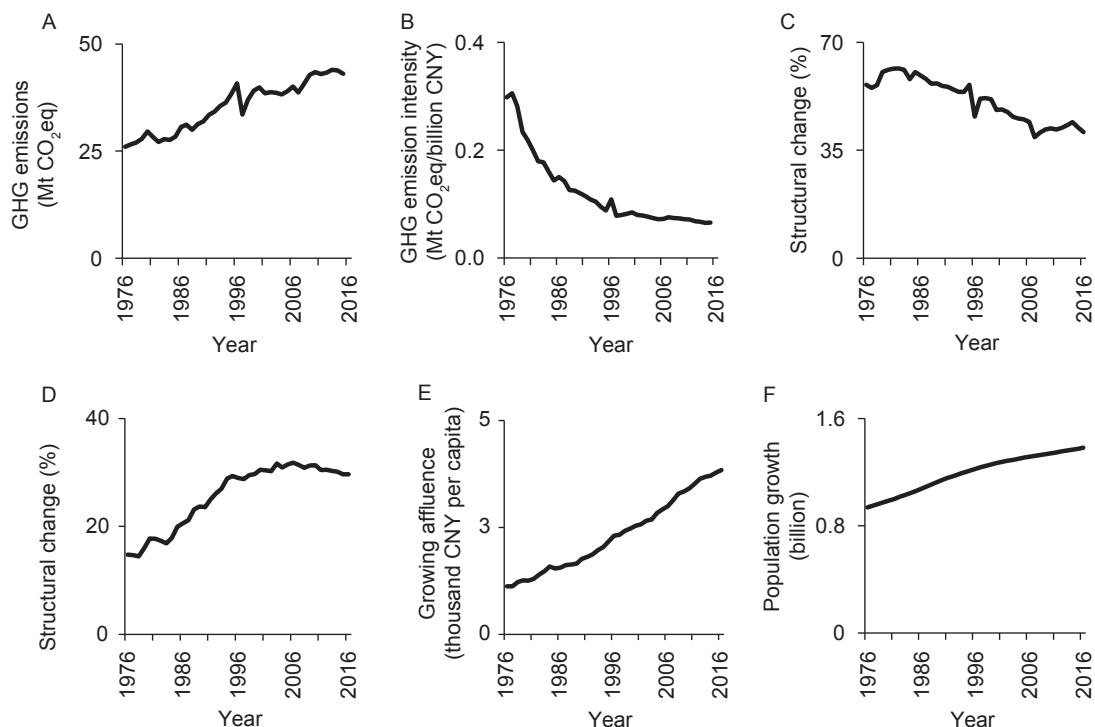 A
GHG emissions
(Mt CO₂eq)
50
25
0
1976
1986
1996
2006
2016
Year
B
GHG emission intensity
(Mt CO₂eq/billion CNY)
0.4
0.2
0.0
1976
1986
1996
2006
2016
Year
C
Structural change (%)
70
35
0
1976
1986
1996
2006
2016
Year
D
Structural change (%)
40
20
0
1976
1986
1996
2006
2016
Year
E
Growing affluence
(thousand CNY per capita)
5
3
0
1976
1986
1996
2006
2016
Year
F
Population growth
(billion)
1.6
0.8
0
1976
1986
1996
2006
2016
Year